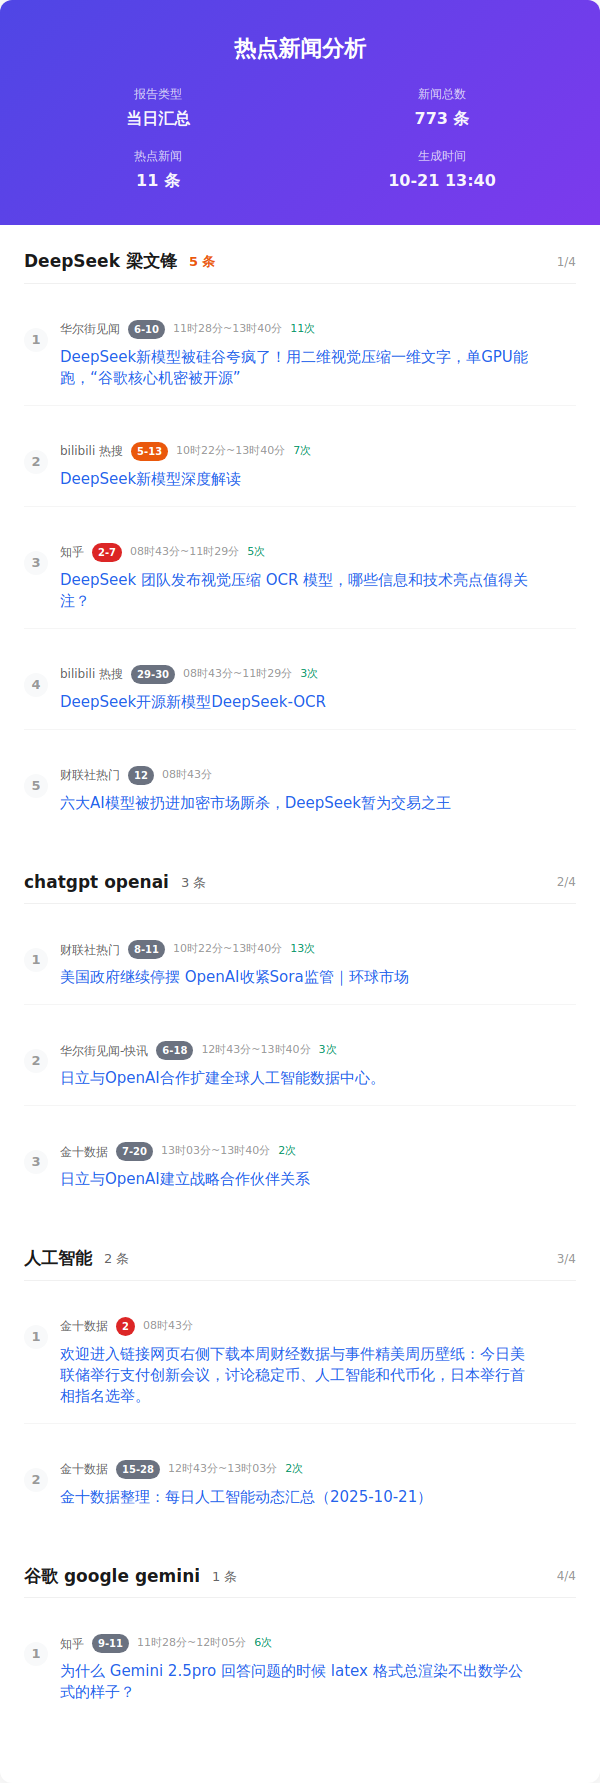 热点新闻分析
报告类型
新闻总数
当日汇总
773 条
热点新闻
生成时间
11 条
10-21 13:40
DeepSeek 梁文锋 5 条 1/4
1 华尔街见闻 6-10 11时28分~13时40分 11次
DeepSeek新模型被硅谷夸疯了！用二维视觉压缩一维文字，单GPU能
跑，“谷歌核心机密被开源”
2 bilibili 热搜 5-13 10时22分~13时40分 7次
DeepSeek新模型深度解读
3 知乎 2-7 08时43分~11时29分 5次
DeepSeek 团队发布视觉压缩 OCR 模型，哪些信息和技术亮点值得关
注？
4 bilibili 热搜 29-30 08时43分~11时29分 3次
DeepSeek开源新模型DeepSeek-OCR
5 财联社热门 12 08时43分
六大AI模型被扔进加密市场厮杀，DeepSeek暂为交易之王
chatgpt openai 3 条 2/4
1 财联社热门 8-11 10时22分~13时40分 13次
美国政府继续停摆 OpenAI收紧Sora监管｜环球市场
2 华尔街见闻-快讯 6-18 12时43分~13时40分 3次
日立与OpenAI合作扩建全球人工智能数据中心。
3 金十数据 7-20 13时03分~13时40分 2次
日立与OpenAI建立战略合作伙伴关系
人工智能 2 条 3/4
1 金十数据 2 08时43分
欢迎进入链接网页右侧下载本周财经数据与事件精美周历壁纸：今日美
联储举行支付创新会议，讨论稳定币、人工智能和代币化，日本举行首
相指名选举。
2 金十数据 15-28 12时43分~13时03分 2次
金十数据整理：每日人工智能动态汇总（2025-10-21）
谷歌 google gemini 1 条 4/4
1 知乎 9-11 11时28分~12时05分 6次
为什么 Gemini 2.5pro 回答问题的时候 latex 格式总渲染不出数学公
式的样子？